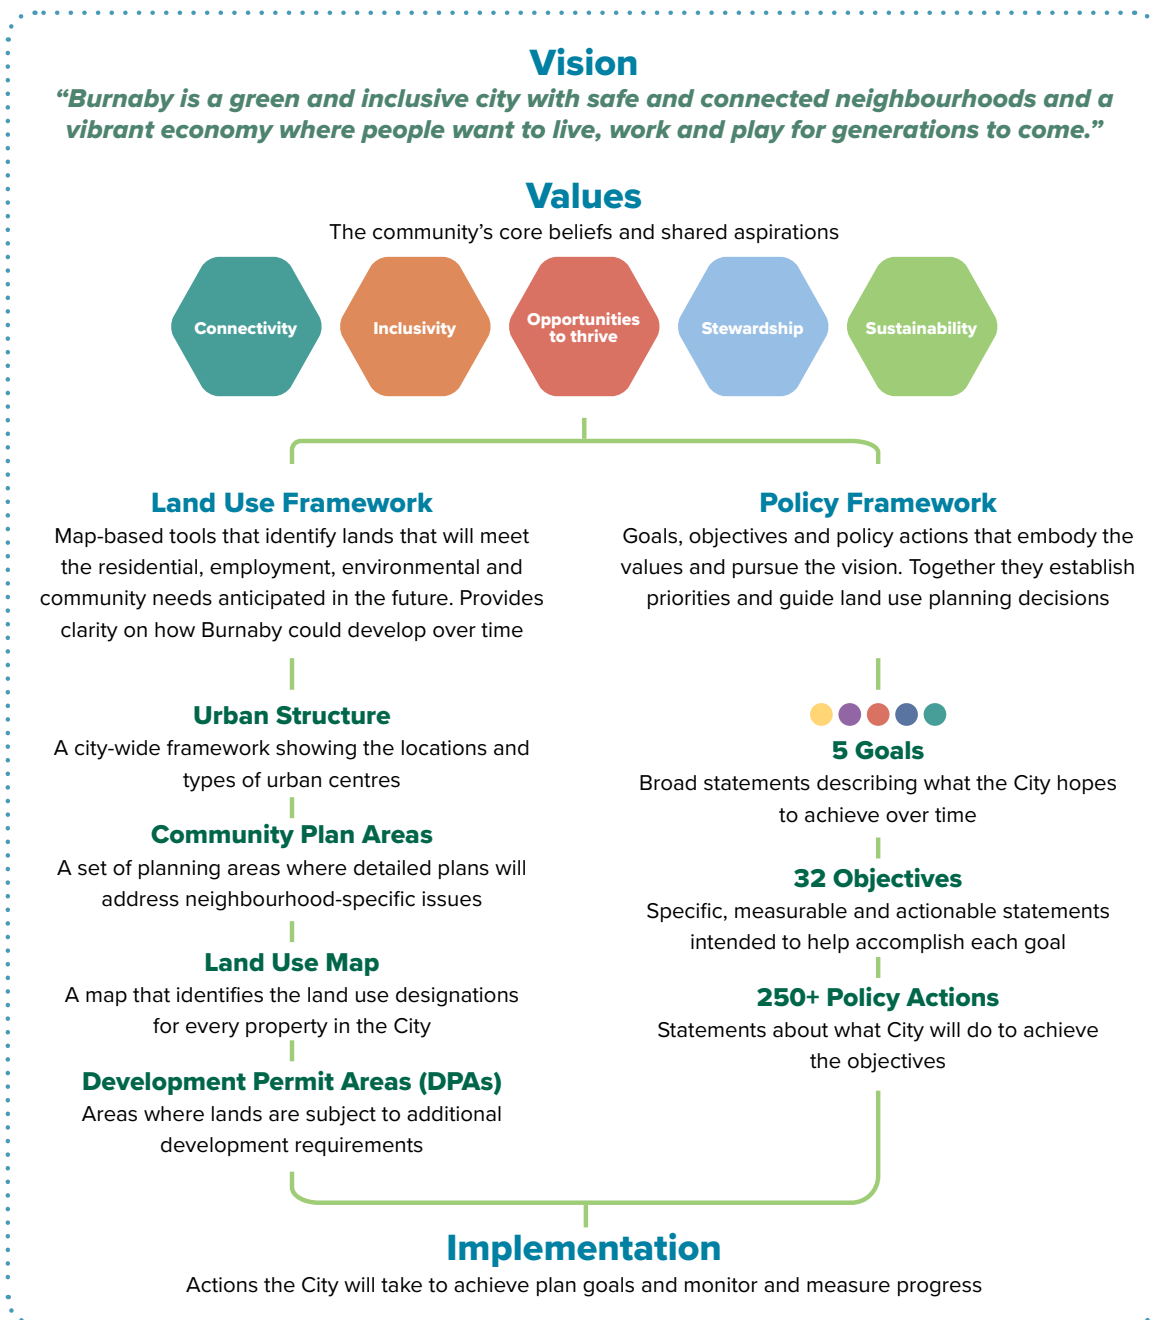 Vision
“Burnaby is a green and inclusive city with safe and connected neighbourhoods and a
vibrant economy where people want to live, work and play for generations to come.”
Values
The community’s core beliefs and shared aspirations
Connectivity
Inclusivity
Opportunities
to thrive
Stewardship
Sustainability
Land Use Framework
Map-based tools that identify lands that will meet
the residential, employment, environmental and
community needs anticipated in the future. Provides
clarity on how Burnaby could develop over time
Urban Structure
A city-wide framework showing the locations and
types of urban centres
Community Plan Areas
A set of planning areas where detailed plans will
address neighbourhood-specific issues
Land Use Map
A map that identifies the land use designations
for every property in the City
Development Permit Areas (DPAs)
Areas where lands are subject to additional
development requirements
Policy Framework
Goals, objectives and policy actions that embody the
values and pursue the vision. Together they establish
priorities and guide land use planning decisions
5 Goals
Broad statements describing what the City hopes
to achieve over time
32 Objectives
Specific, measurable and actionable statements
intended to help accomplish each goal
250+ Policy Actions
Statements about what City will do to achieve
the objectives
Implementation
Actions the City will take to achieve plan goals and monitor and measure progress